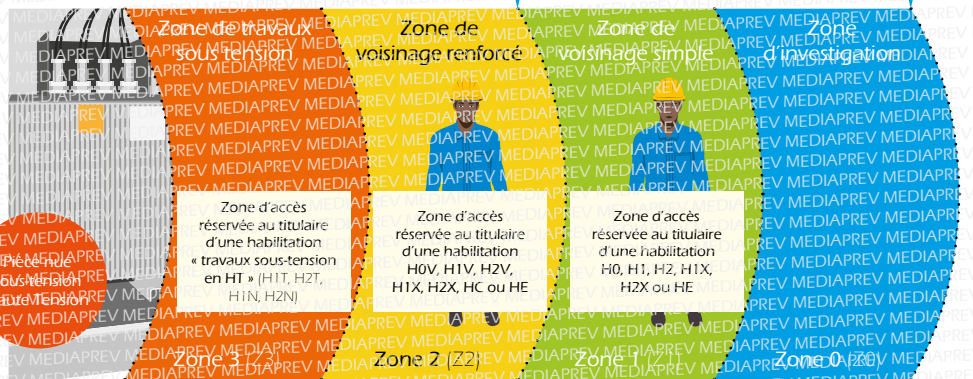 Zone de travaux
sous tension
Zone de
voisinage renforcé
Zone de
voisinage simple
Zone
d'investigation
Pièce nue
sous-tension
Haute Tension
Zone d'accès
réservée au titulaire
d'une habilitation
« travaux sous-tension
en HT » (H1T, H2T,
H1N, H2N)
Zone d'accès
réservée au titulaire
d'une habilitation
H0V, H1V, H2V,
H1X, H2X, HC ou HE
Zone d'accès
réservée au titulaire
d'une habilitation
H0, H1, H2, H1X,
H2X ou HE
Zone 3 (Z3)
Zone 2 (Z2)
Zone 1 (Z1)
Zone 0 (Z0)
MEDIAPREV